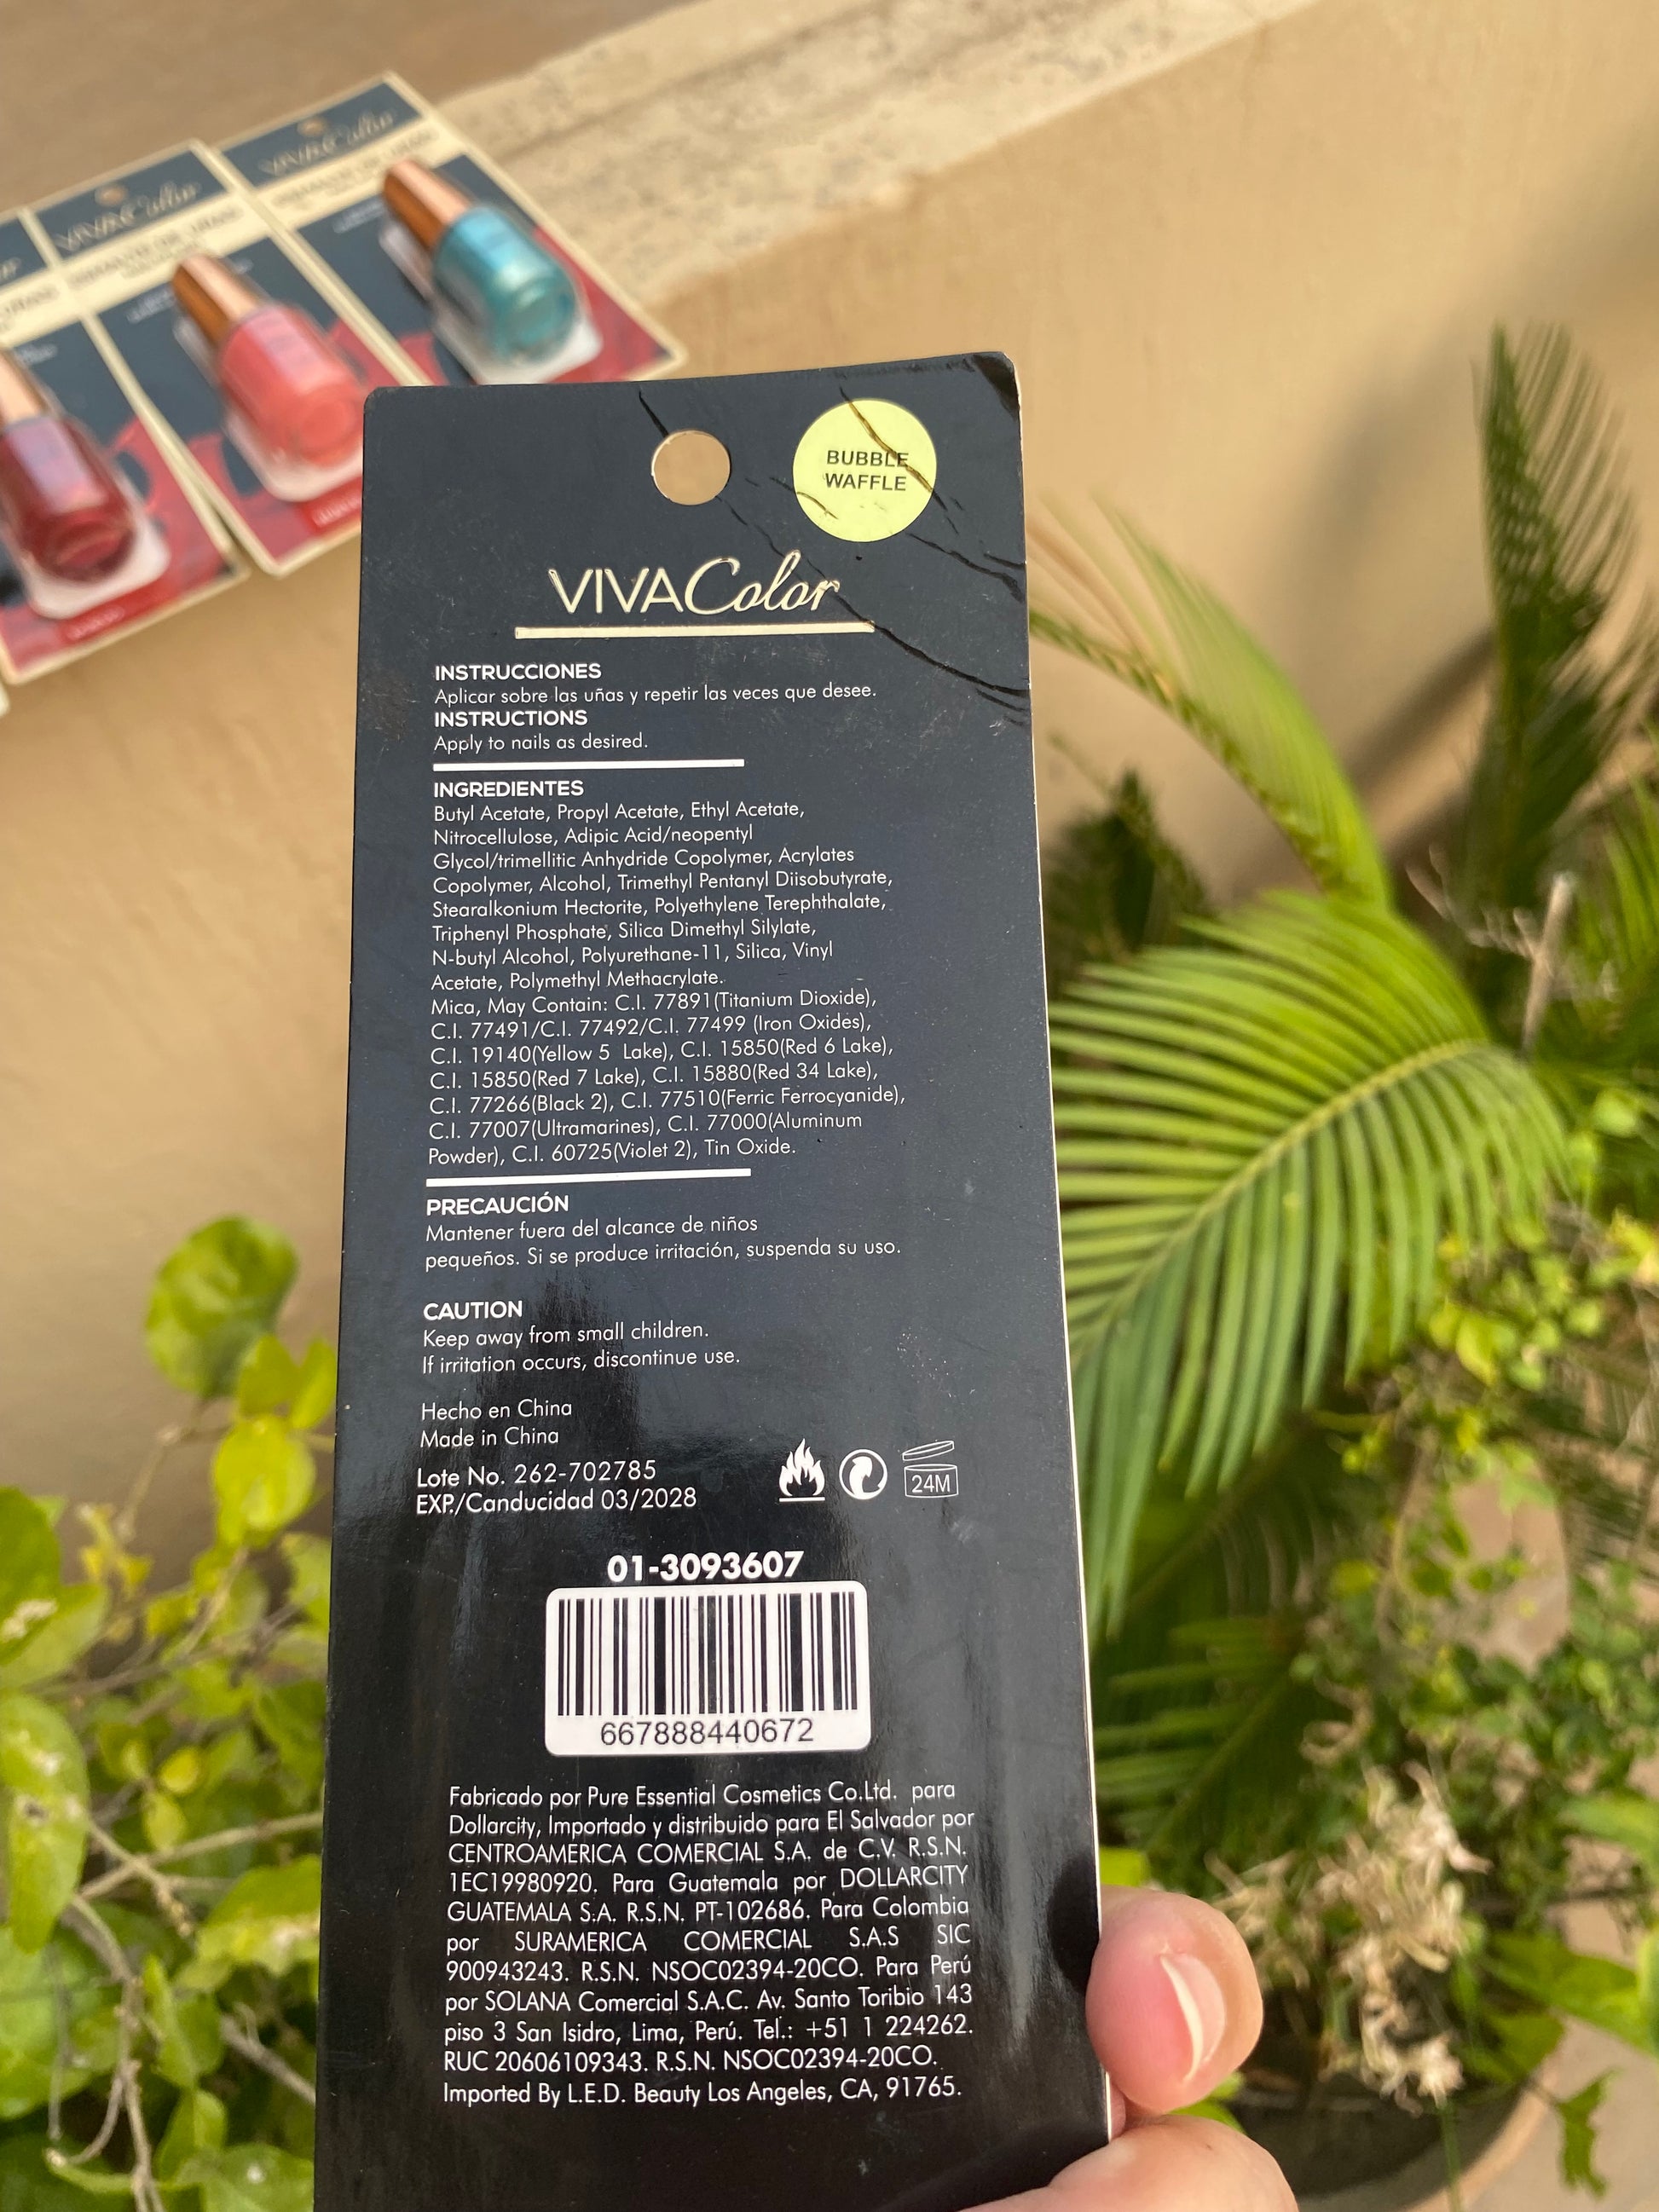 VIVAColor
VIVAColor
BUBBLE
WAFFLE
VIVAColor
INSTRUCCIONES
Aplicar sobre las uñas y repetir las veces que desee.
INSTRUCTIONS
Apply to nails as desired.
INGREDIENTES
Butyl Acetate, Propyl Acetate, Ethyl Acetate,
Nitrocellulose, Adipic Acid/neopentyl
Glycol/trimellitic Anhydride Copolymer, Acrylates
Copolymer, Alcohol, Trimethyl Pentanyl Diisobutyrate,
Stearalkonium Hectorite, Polyethylene Terephthalate,
Triphenyl Phosphate, Silica Dimethyl Silylate,
N-butyl Alcohol, Polyurethane-11, Silica, Vinyl
Acetate, Polymethyl Methacrylate.
Mica, May Contain: C.I. 77891(Titanium Dioxide),
C.I. 77491/C.I. 77492/C.I. 77499 (Iron Oxides),
C.I. 19140(Yellow 5 Lake), C.I. 15850(Red 6 Lake),
C.I. 15850(Red 7 Lake), C.I. 15880(Red 34 Lake),
C.I. 77266(Black 2), C.I. 77510(Ferric Ferrocyanide),
C.I. 77007(Ultramarines), C.I. 77000(Aluminum
Powder), C.I. 60725(Violet 2), Tin Oxide.
PRECAUCIÓN
Mantener fuera del alcance de niños
pequeños. Si se produce irritación, suspenda su uso.
CAUTION
Keep away from small children.
If irritation occurs, discontinue use.
Hecho en China
Made in China
Lote No. 262-702785
EXP./Canducidad 03/2028
24M
01-3093607
667888440672
Fabricado por Pure Essential Cosmetics Co.Ltd. para
Dollarcity, Importado y distribuido para El Salvador por
CENTROAMERICA COMERCIAL S.A. de C.V. R.S.N.
1EC19980920. Para Guatemala por DOLLARCITY
GUATEMALA S.A. R.S.N. PT-102686. Para Colombia
por SURAMERICA COMERCIAL S.A.S SIC
900943243. R.S.N. NSOC02394-20CO. Para Perú
por SOLANA Comercial S.A.C. Av. Santo Toribio 143
piso 3 San Isidro, Lima, Perú. Tel.: +51 1 224262.
RUC 20606109343. R.S.N. NSOC02394-20CO.
Imported By L.E.D. Beauty Los Angeles, CA, 91765.